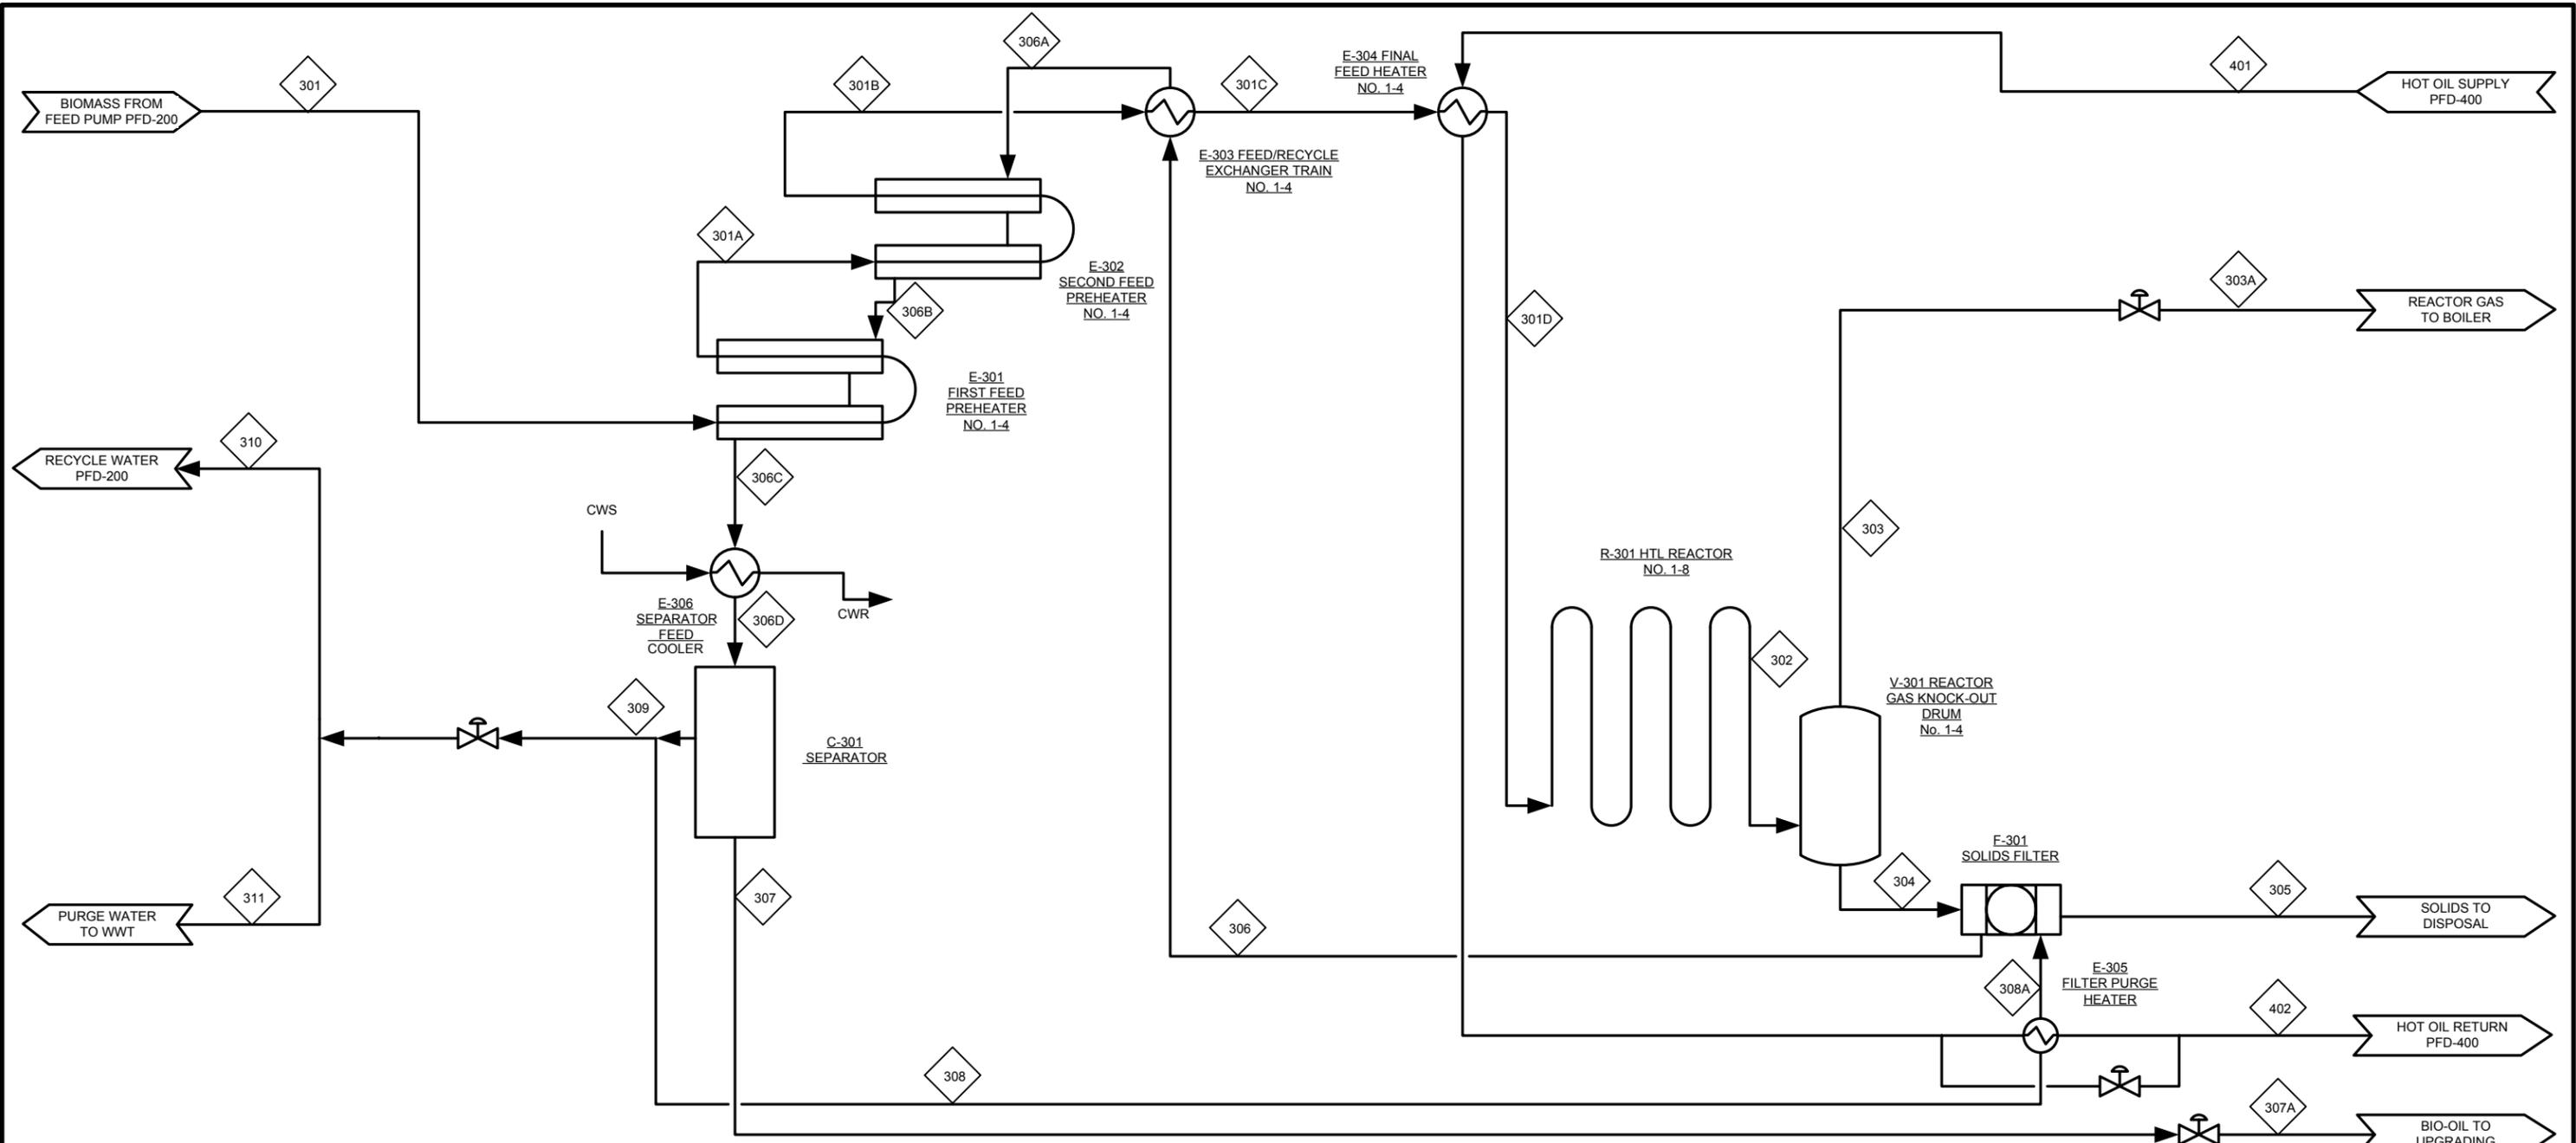 306A
301B
301C
E-304 FINAL
FEED HEATER
NO. 1-4
401
301
BIOMASS FROM
FEED PUMP PFD-200
HOT OIL SUPPLY
PFD-400
E-303 FEED/RECYCLE
EXCHANGER TRAIN
NO. 1-4
301A
E-302
SECOND FEED
PREHEATER
NO. 1-4
306B
301D
303A
REACTOR GAS
TO BOILER
E-301
FIRST FEED
PREHEATER
NO. 1-4
310
RECYCLE WATER
PFD-200
306C
CWS
303
R-301 HTL REACTOR
NO. 1-8
E-306
SEPARATOR
FEED
COOLER
306D
CWR
302
V-301 REACTOR
GAS KNOCK-OUT
DRUM
No. 1-4
309
C-301
SEPARATOR
F-301
SOLIDS FILTER
304
305
SOLIDS TO
DISPOSAL
311
PURGE WATER
TO WWT
307
306
308A
E-305
FILTER PURGE
HEATER
402
HOT OIL RETURN
PFD-400
308
307A
BIO-OIL TO
UPGRADING